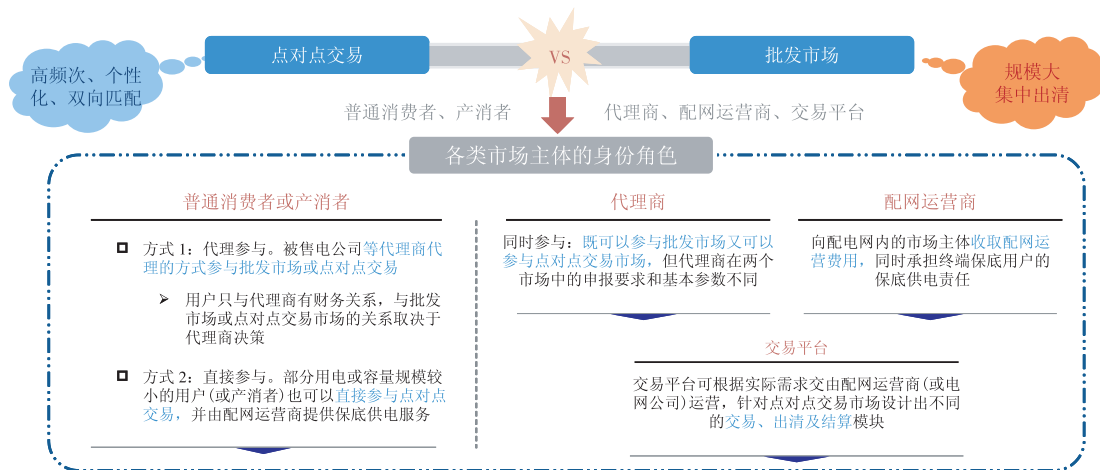 高频次、个性
化、双向匹配
点对点交易
VS
批发市场
规模大
集中出清
普通消费者、产消者
代理商、配网运营商、交易平台
各类市场主体的身份角色
普通消费者或产消者
方式 1：代理参与。被售电公司等代理商代
理的方式参与批发市场或点对点交易
用户只与代理商有财务关系，与批发
市场或点对点交易市场的关系取决于
代理商决策
方式 2：直接参与。部分用电或容量规模较
小的用户(或产消者)也可以直接参与点对点
交易，并由配网运营商提供保底供电服务
代理商
同时参与：既可以参与批发市场又可以
参与点对点交易市场，但代理商在两个
市场中的申报要求和基本参数不同
配网运营商
向配电网内的市场主体收取配网运
营费用，同时承担终端保底用户的
保底供电责任
交易平台
交易平台可根据实际需求交由配网运营商(或电
网公司)运营，针对点对点交易市场设计出不同
的交易、出清及结算模块